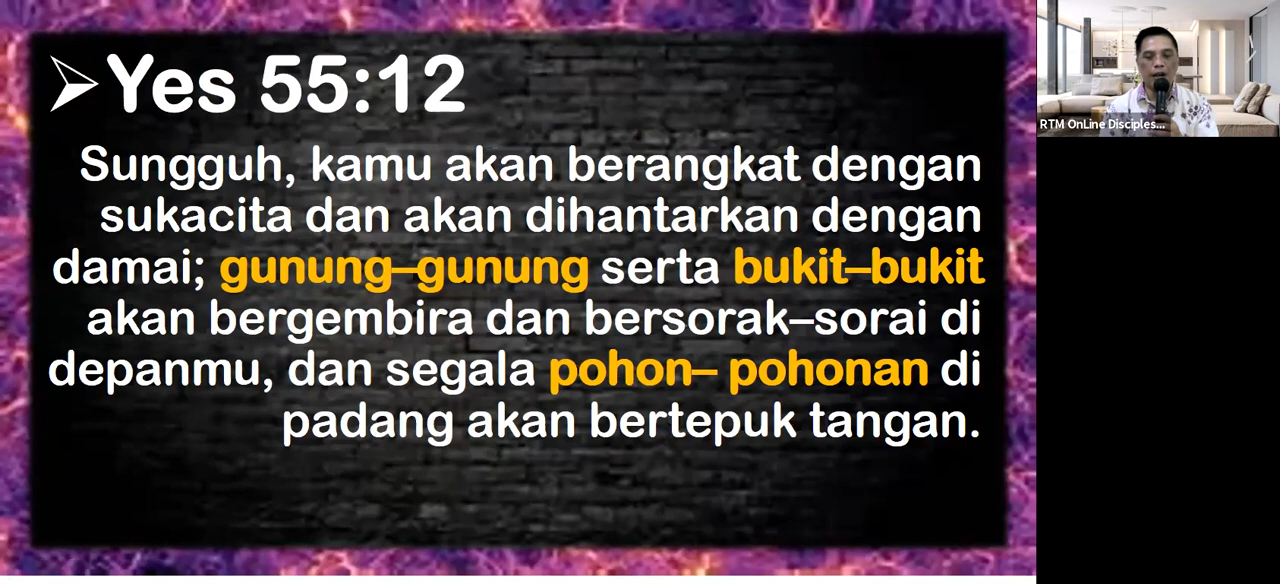 Yes 55:12
Sungguh, kamu akan berangkat dengan
sukacita dan akan dihantarkan dengan
damai; gunung–gunung serta bukit–bukit
akan bergembira dan bersorak–sorai di
depanmu, dan segala pohon– pohonan di
padang akan bertepuk tangan.
RTM OnLine Disciples...